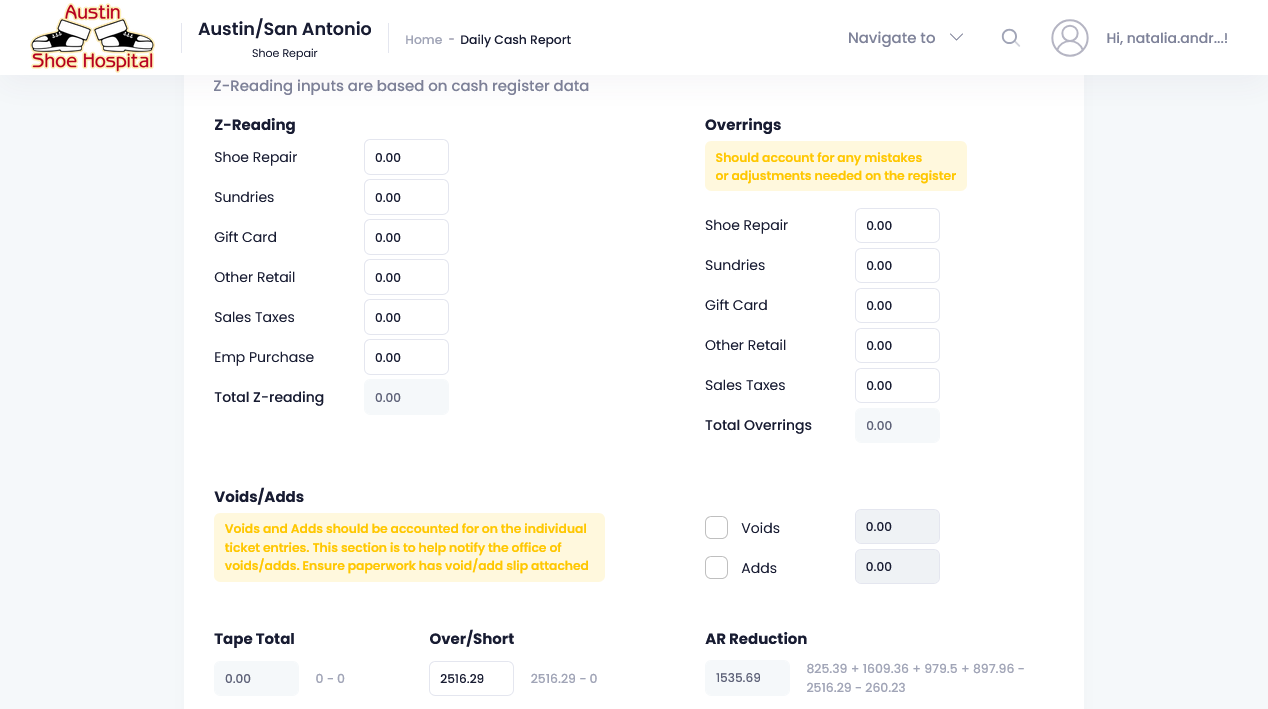 Austin
Shoe Hospital
Austin/San Antonio
Shoe Repair
Home - Daily Cash Report
Navigate to
Hi, natalia.andr...!
Z-Reading inputs are based on cash register data
Z-Reading
Shoe Repair 0.00
Sundries 0.00
Gift Card 0.00
Other Retail 0.00
Sales Taxes 0.00
Emp Purchase 0.00
Total Z-reading 0.00
Overrings
Should account for any mistakes
or adjustments needed on the register
Shoe Repair 0.00
Sundries 0.00
Gift Card 0.00
Other Retail 0.00
Sales Taxes 0.00
Total Overrings 0.00
Voids/Adds
Voids and Adds should be accounted for on the individual
ticket entries. This section is to help notify the office of
voids/adds. Ensure paperwork has void/add slip attached
Voids 0.00
Adds 0.00
Tape Total
0.00 0 - 0
Over/Short
2516.29 2516.29 - 0
AR Reduction
1535.69 825.39 + 1609.36 + 979.5 + 897.96 -
2516.29 - 260.23